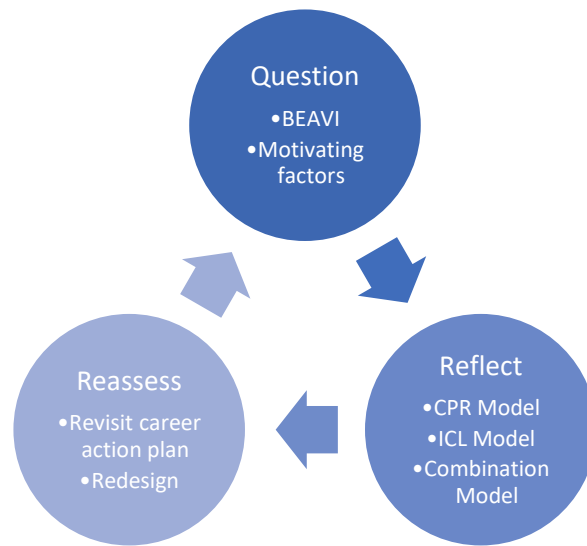 Question
•BEAVI
•Motivating
factors
Reflect
•CPR Model
•ICL Model
•Combination
Model
Reassess
•Revisit career
action plan
•Redesign